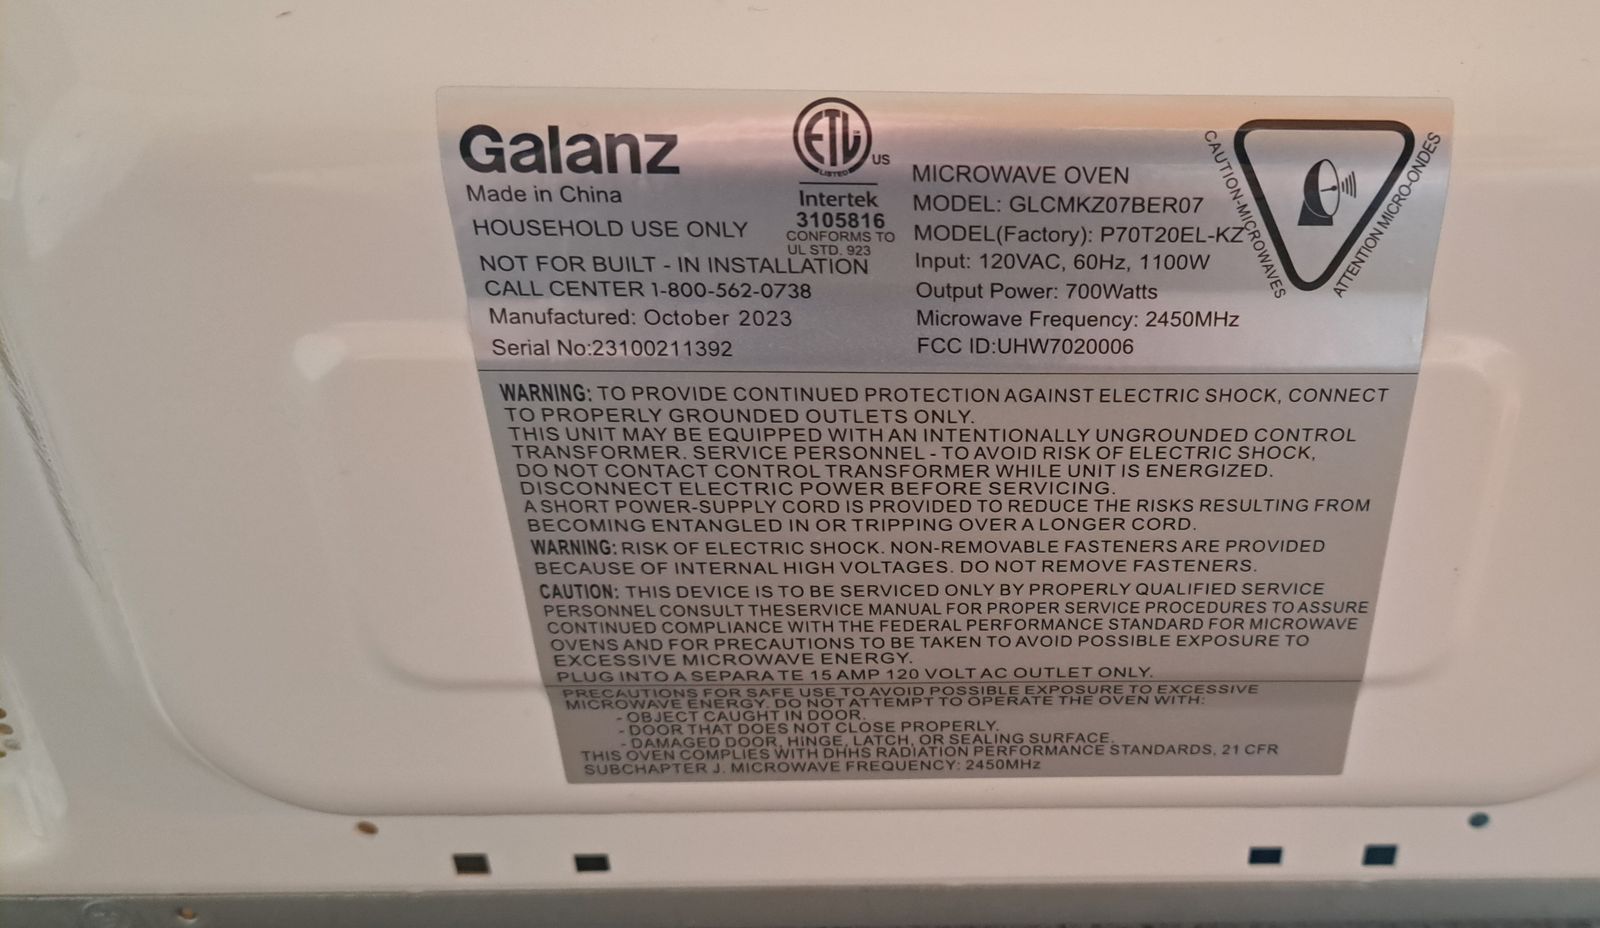 Galanz
Made in China
HOUSEHOLD USE ONLY
NOT FOR BUILT - IN INSTALLATION
CALL CENTER 1-800-562-0738
Manufactured: October 2023
Serial No:23100211392
ETL
LISTED
US
Intertek
3105816
CONFORMS TO
UL STD. 923
MICROWAVE OVEN
MODEL: GLCMKZ07BER07
MODEL(Factory): P70T20EL-KZ
Input: 120VAC, 60Hz, 1100W
Output Power: 700Watts
Microwave Frequency: 2450MHz
FCC ID:UHW7020006
CAUTION-MICROWAVES
ATTENTION MICRO-ONDES
WARNING: TO PROVIDE CONTINUED PROTECTION AGAINST ELECTRIC SHOCK, CONNECT
TO PROPERLY GROUNDED OUTLETS ONLY.
THIS UNIT MAY BE EQUIPPED WITH AN INTENTIONALLY UNGROUNDED CONTROL
TRANSFORMER. SERVICE PERSONNEL - TO AVOID RISK OF ELECTRIC SHOCK,
DO NOT CONTACT CONTROL TRANSFORMER WHILE UNIT IS ENERGIZED.
DISCONNECT ELECTRIC POWER BEFORE SERVICING.
A SHORT POWER-SUPPLY CORD IS PROVIDED TO REDUCE THE RISKS RESULTING FROM
BECOMING ENTANGLED IN OR TRIPPING OVER A LONGER CORD.
WARNING: RISK OF ELECTRIC SHOCK. NON-REMOVABLE FASTENERS ARE PROVIDED
BECAUSE OF INTERNAL HIGH VOLTAGES. DO NOT REMOVE FASTENERS.
CAUTION: THIS DEVICE IS TO BE SERVICED ONLY BY PROPERLY QUALIFIED SERVICE
PERSONNEL CONSULT THESERVICE MANUAL FOR PROPER SERVICE PROCEDURES TO ASSURE
CONTINUED COMPLIANCE WITH THE FEDERAL PERFORMANCE STANDARD FOR MICROWAVE
OVENS AND FOR PRECAUTIONS TO BE TAKEN TO AVOID POSSIBLE EXPOSURE TO
EXCESSIVE MICROWAVE ENERGY.
PLUG INTO A SEPARATE 15 AMP 120 VOLT AC OUTLET ONLY.
PRECAUTIONS FOR SAFE USE TO AVOID POSSIBLE EXPOSURE TO EXCESSIVE
MICROWAVE ENERGY. DO NOT ATTEMPT TO OPERATE THE OVEN WITH:
- OBJECT CAUGHT IN DOOR.
- DOOR THAT DOES NOT CLOSE PROPERLY.
- DAMAGED DOOR, HINGE, LATCH, OR SEALING SURFACE.
THIS OVEN COMPLIES WITH DHHS RADIATION PERFORMANCE STANDARDS, 21 CFR
SUBCHAPTER J. MICROWAVE FREQUENCY: 2450MHz